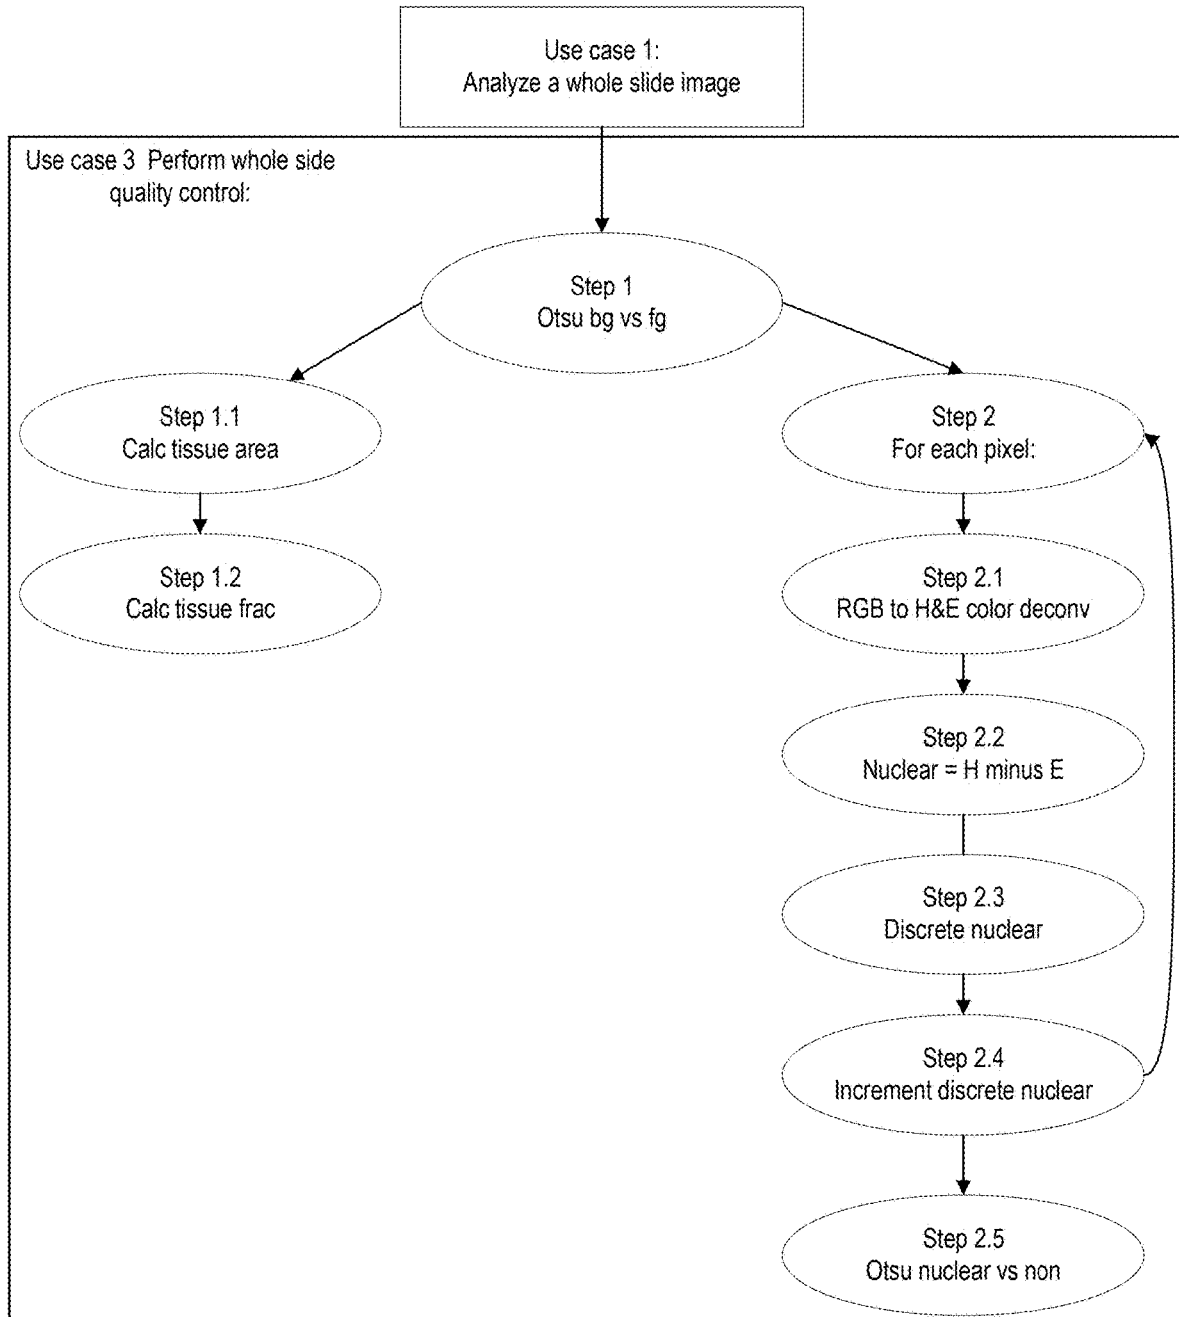 Use case 1:
Analyze a whole slide image
Use case 3 Perform whole side
quality control:
Step 1
Otsu bg vs fg
Step 1.1
Calc tissue area
Step 2
For each pixel:
Step 1.2
Calc tissue frac
Step 2.1
RGB to H&E color deconv
Step 2.2
Nuclear = H minus E
Step 2.3
Discrete nuclear
Step 2.4
Increment discrete nuclear
Step 2.5
Otsu nuclear vs non